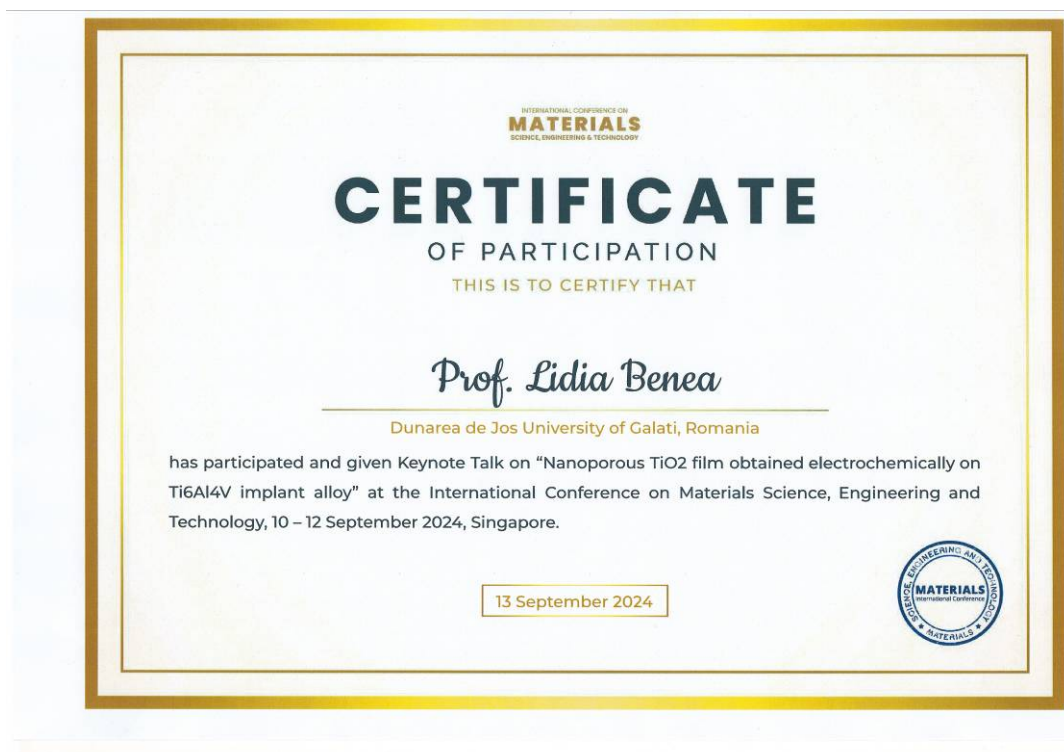 INTERNATIONAL CONFERENCE ON
MATERIALS
SCIENCE, ENGINEERING & TECHNOLOGY
CERTIFICATE
OF PARTICIPATION
THIS IS TO CERTIFY THAT
Prof. Lidia Benea
Dunarea de Jos University of Galati, Romania
has participated and given Keynote Talk on “Nanoporous TiO2 film obtained electrochemically on
Ti6Al4V implant alloy” at the International Conference on Materials Science, Engineering and
Technology, 10 – 12 September 2024, Singapore.
13 September 2024
SCIENCE, ENGINEERING AND TECHNOLOGY
MATERIALS
International Conference
MATERIALS